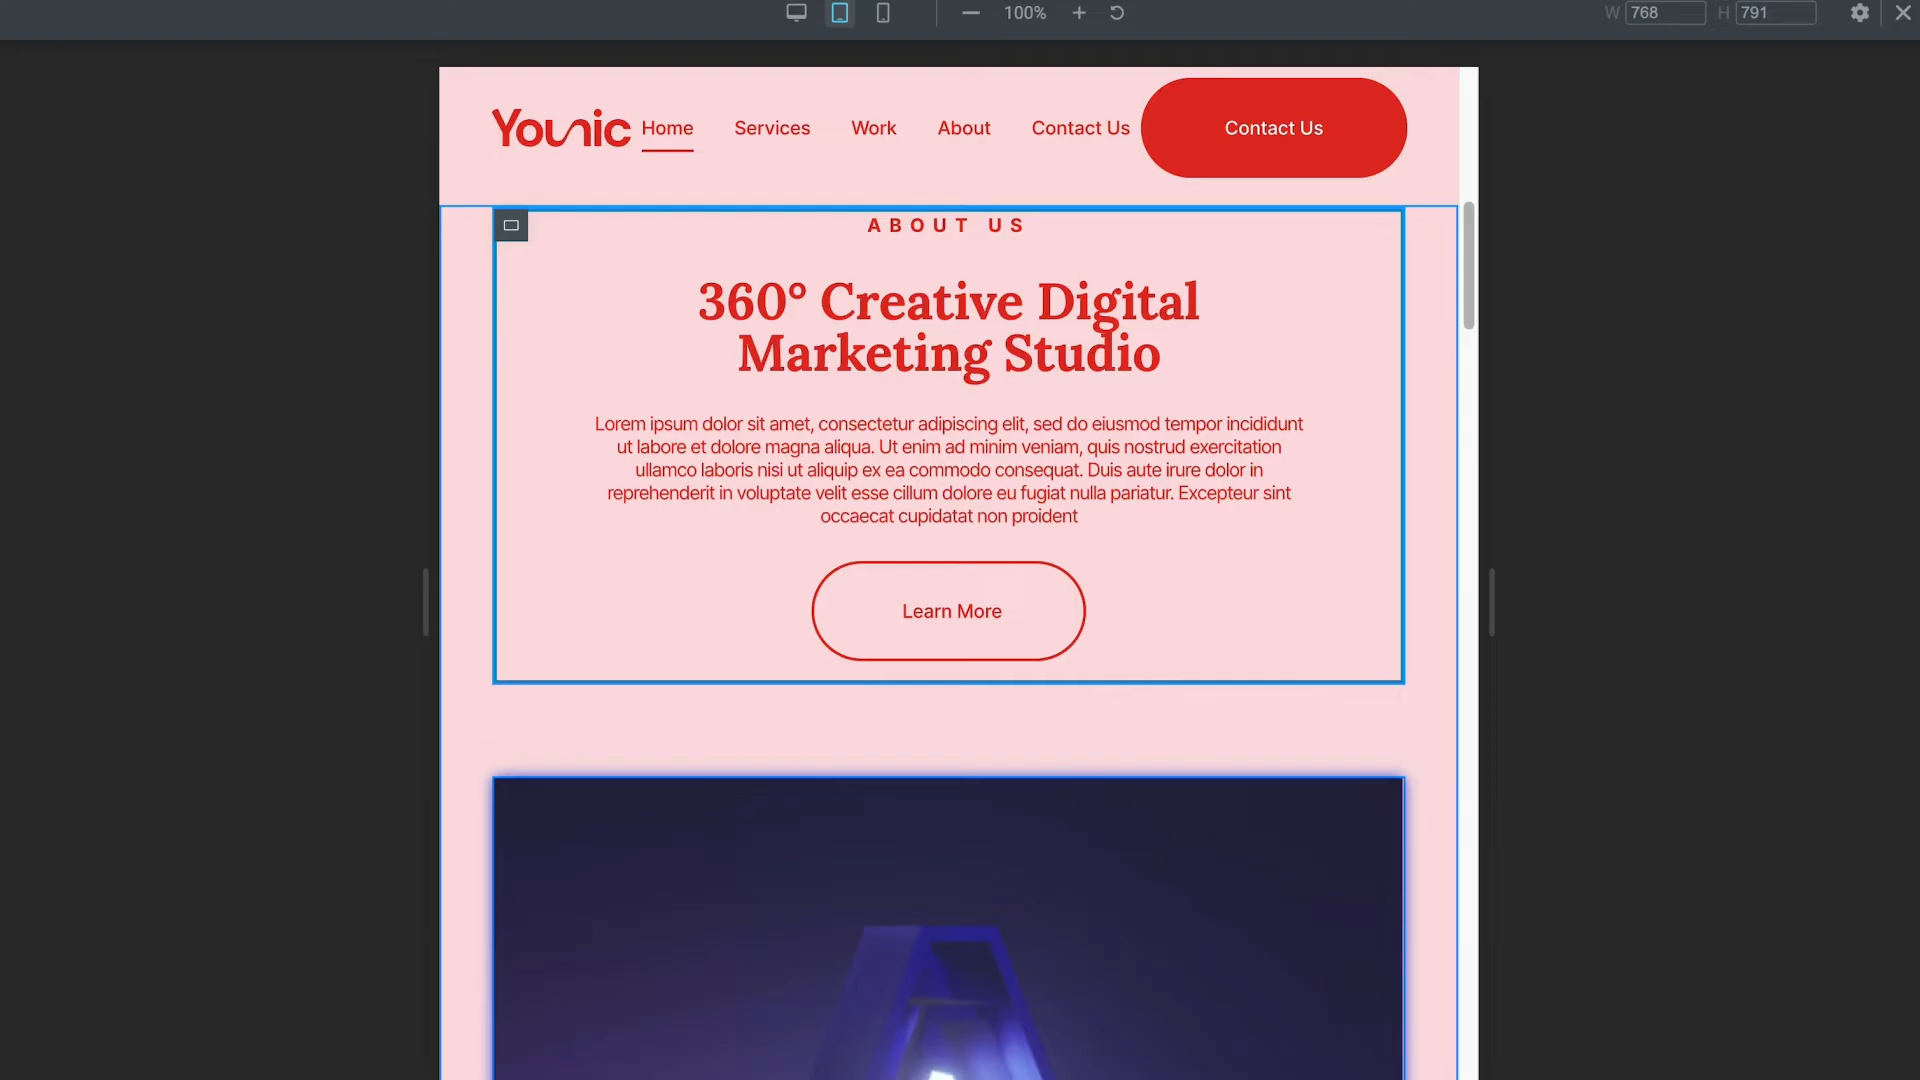 100%
W 768 H 791
Younic Home Services Work About Contact Us Contact Us
ABOUT US
360° Creative Digital
Marketing Studio
Lorem ipsum dolor sit amet, consectetur adipiscing elit, sed do eiusmod tempor incididunt
ut labore et dolore magna aliqua. Ut enim ad minim veniam, quis nostrud exercitation
ullamco laboris nisi ut aliquip ex ea commodo consequat. Duis aute irure dolor in
reprehenderit in voluptate velit esse cillum dolore eu fugiat nulla pariatur. Excepteur sint
occaecat cupidatat non proident
Learn More